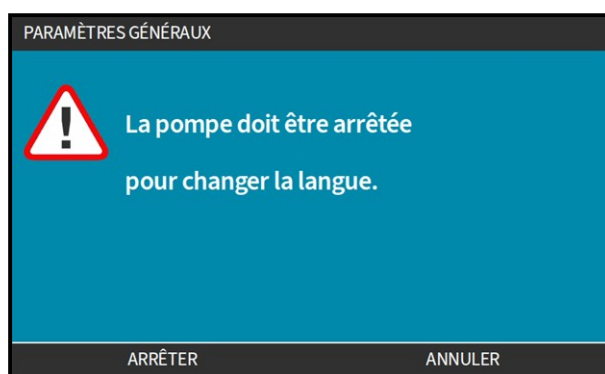 PARAMÈTRES GÉNÉRAUX
La pompe doit être arrêtée
pour changer la langue.
ARRÊTER
ANNULER